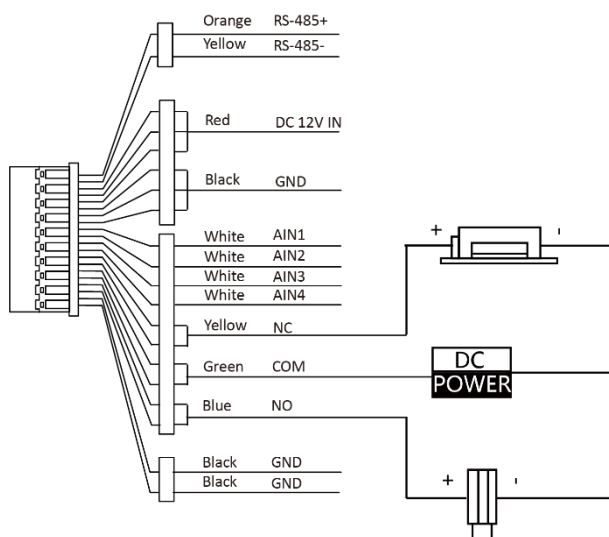 Orange RS-485+
Yellow RS-485-
Red DC 12V IN
Black GND
White AIN1
White AIN2
White AIN3
White AIN4
Yellow NC
Green COM
Blue NO
Black GND
Black GND
+ -
DC
POWER
+ -